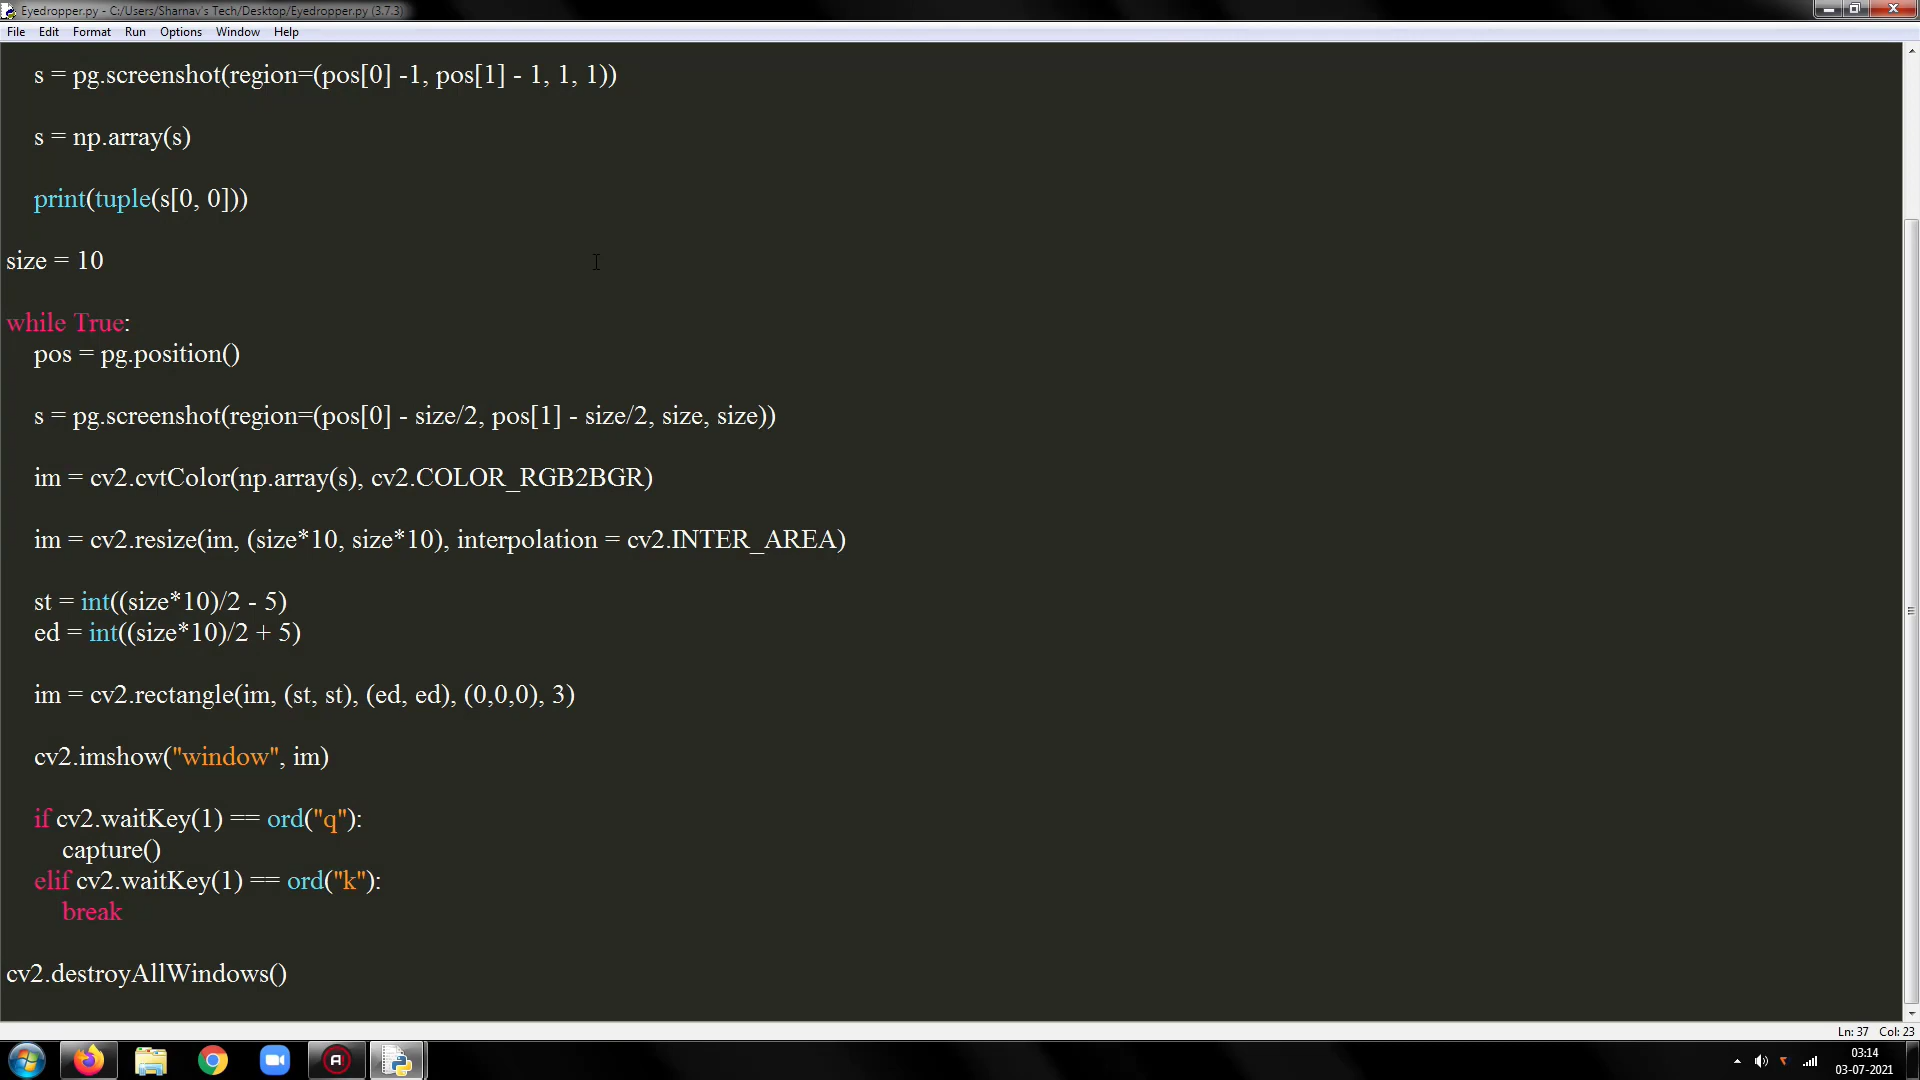 Eyedropper.py - C:/Users/Sharnav's Tech/Desktop/Eyedropper.py (3.7.3)
File Edit Format Run Options Window Help
s = pg.screenshot(region=(pos[0] -1, pos[1] - 1, 1, 1))
s = np.array(s)
print(tuple(s[0, 0]))
size = 10
while True:
pos = pg.position()
s = pg.screenshot(region=(pos[0] - size/2, pos[1] - size/2, size, size))
im = cv2.cvtColor(np.array(s), cv2.COLOR_RGB2BGR)
im = cv2.resize(im, (size*10, size*10), interpolation = cv2.INTER_AREA)
st = int((size*10)/2 - 5)
ed = int((size*10)/2 + 5)
im = cv2.rectangle(im, (st, st), (ed, ed), (0,0,0), 3)
cv2.imshow("window", im)
if cv2.waitKey(1) == ord("q"):
capture()
elif cv2.waitKey(1) == ord("k"):
break
cv2.destroyAllWindows()
Ln: 37 Col: 23
03:14
03-07-2021